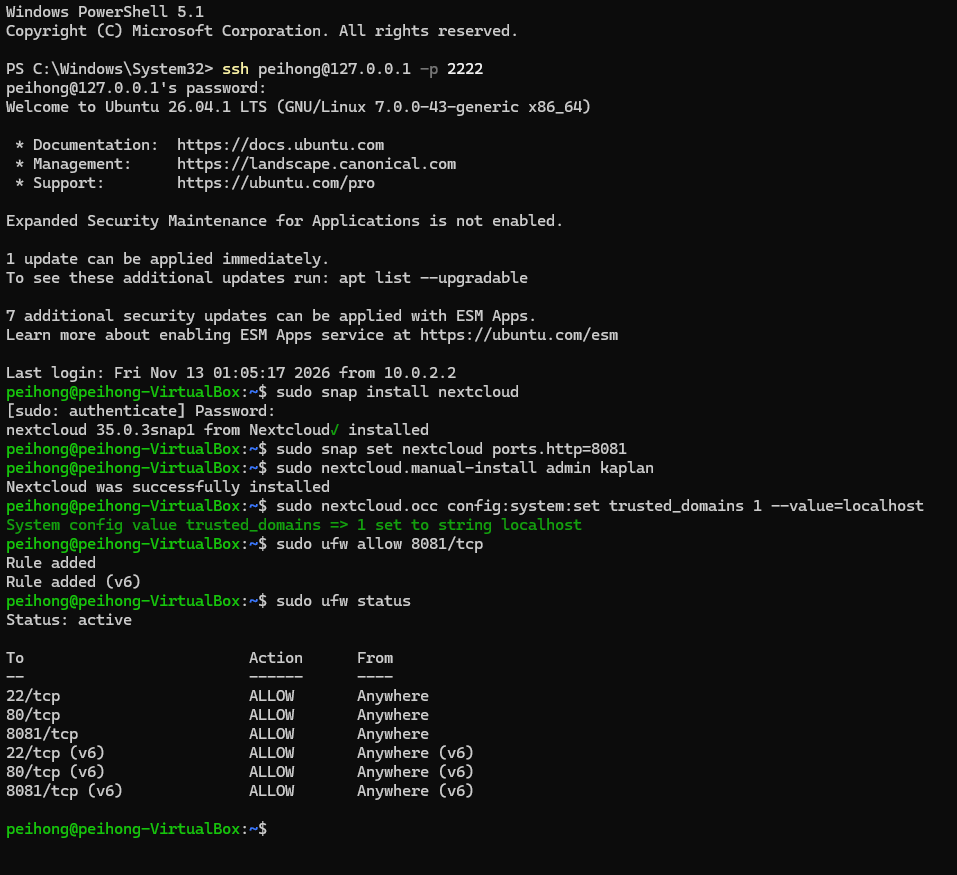 Windows PowerShell 5.1
Copyright (C) Microsoft Corporation. All rights reserved.
PS C:\Windows\System32> ssh peihong@127.0.0.1 -p 2222
peihong@127.0.0.1's password:
Welcome to Ubuntu 26.04.1 LTS (GNU/Linux 7.0.0-43-generic x86_64)
 * Documentation:  https://docs.ubuntu.com
 * Management:     https://landscape.canonical.com
 * Support:        https://ubuntu.com/pro
Expanded Security Maintenance for Applications is not enabled.
1 update can be applied immediately.
To see these additional updates run: apt list --upgradable
7 additional security updates can be applied with ESM Apps.
Learn more about enabling ESM Apps service at https://ubuntu.com/esm
Last login: Fri Nov 13 01:05:17 2026 from 10.0.2.2
peihong@peihong-VirtualBox:~$ sudo snap install nextcloud
[sudo: authenticate] Password:
nextcloud 35.0.3snap1 from Nextcloud✓ installed
peihong@peihong-VirtualBox:~$ sudo snap set nextcloud ports.http=8081
peihong@peihong-VirtualBox:~$ sudo nextcloud.manual-install admin kaplan
Nextcloud was successfully installed
peihong@peihong-VirtualBox:~$ sudo nextcloud.occ config:system:set trusted_domains 1 --value=localhost
System config value trusted_domains => 1 set to string localhost
peihong@peihong-VirtualBox:~$ sudo ufw allow 8081/tcp
Rule added
Rule added (v6)
peihong@peihong-VirtualBox:~$ sudo ufw status
Status: active
To                         Action      From
--                         ------      ----
22/tcp                     ALLOW       Anywhere
80/tcp                     ALLOW       Anywhere
8081/tcp                   ALLOW       Anywhere
22/tcp (v6)                ALLOW       Anywhere (v6)
80/tcp (v6)                ALLOW       Anywhere (v6)
8081/tcp (v6)              ALLOW       Anywhere (v6)
peihong@peihong-VirtualBox:~$